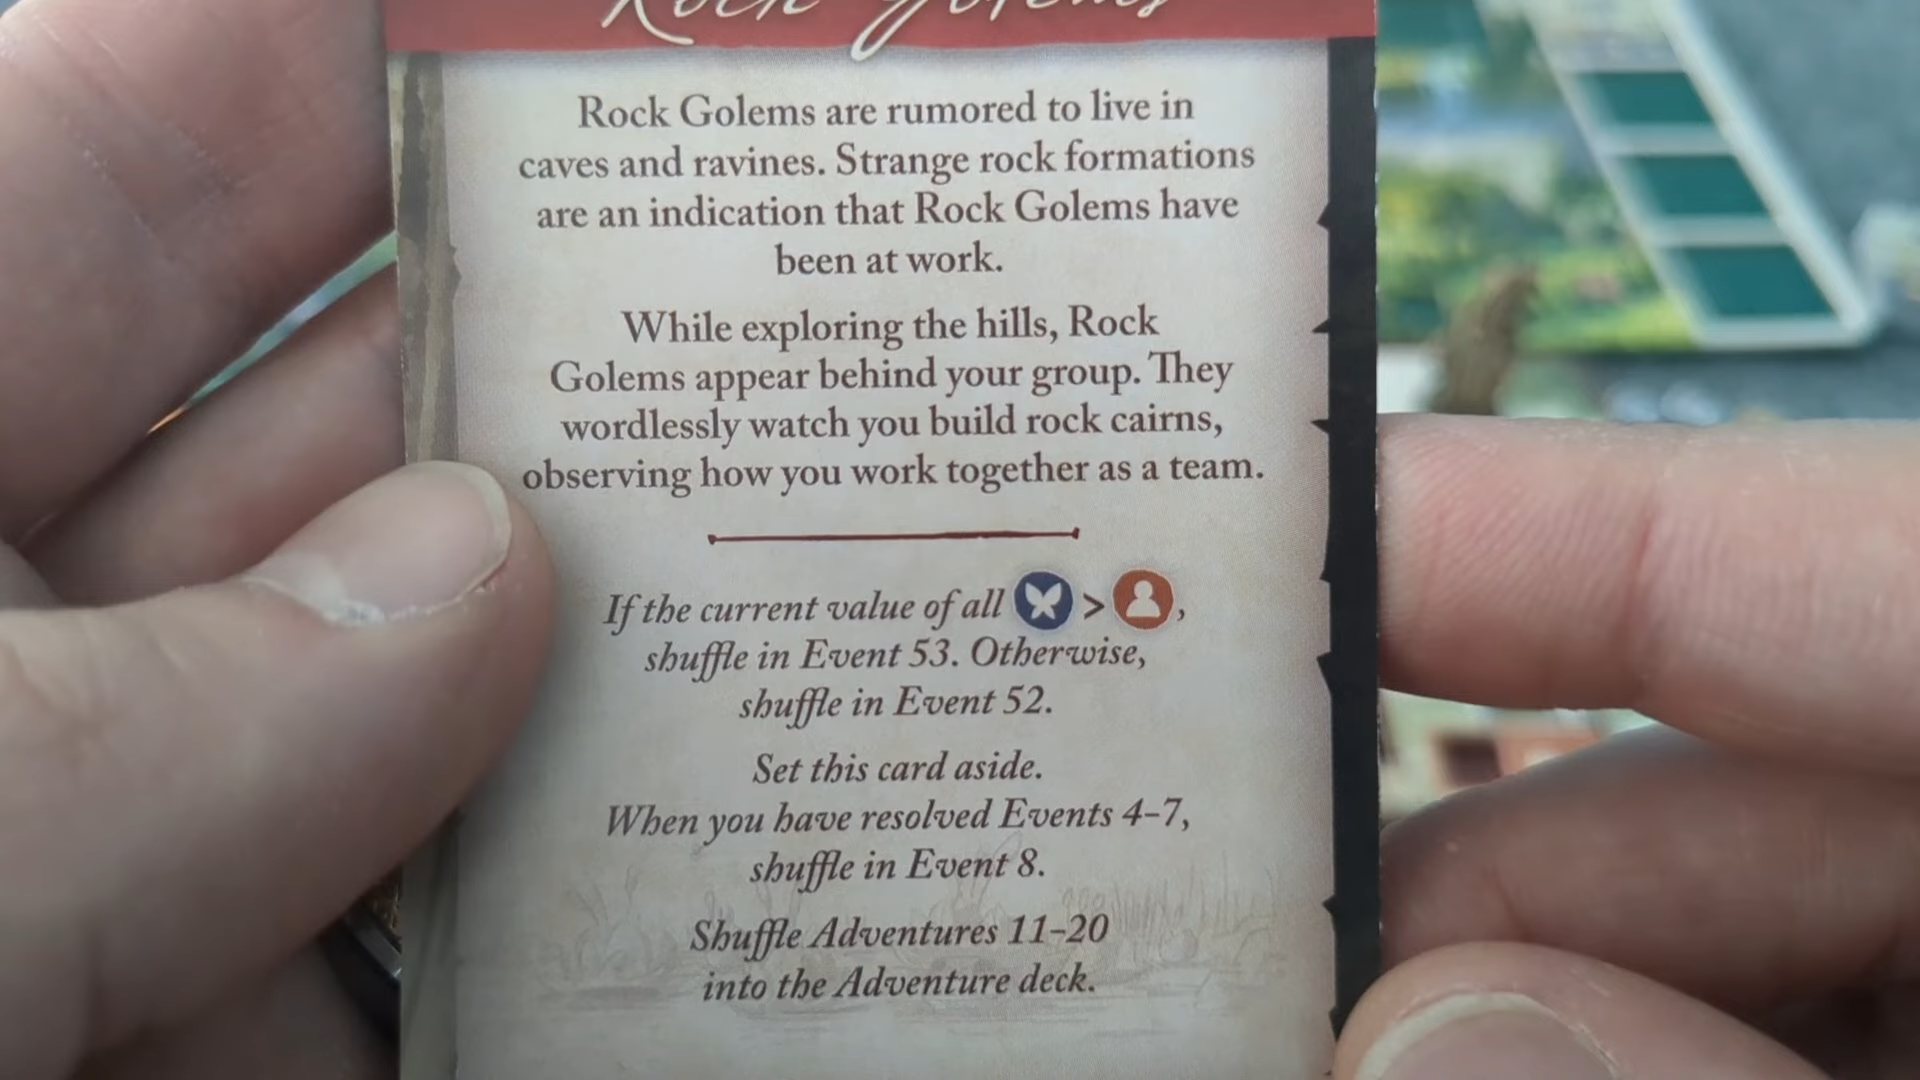 Rock Golems
Rock Golems are rumored to live in
caves and ravines. Strange rock formations
are an indication that Rock Golems have
been at work.
While exploring the hills, Rock
Golems appear behind your group. They
wordlessly watch you build rock cairns,
observing how you work together as a team.
If the current value of all > ,
shuffle in Event 53. Otherwise,
shuffle in Event 52.
Set this card aside.
When you have resolved Events 4–7,
shuffle in Event 8.
Shuffle Adventures 11–20
into the Adventure deck.